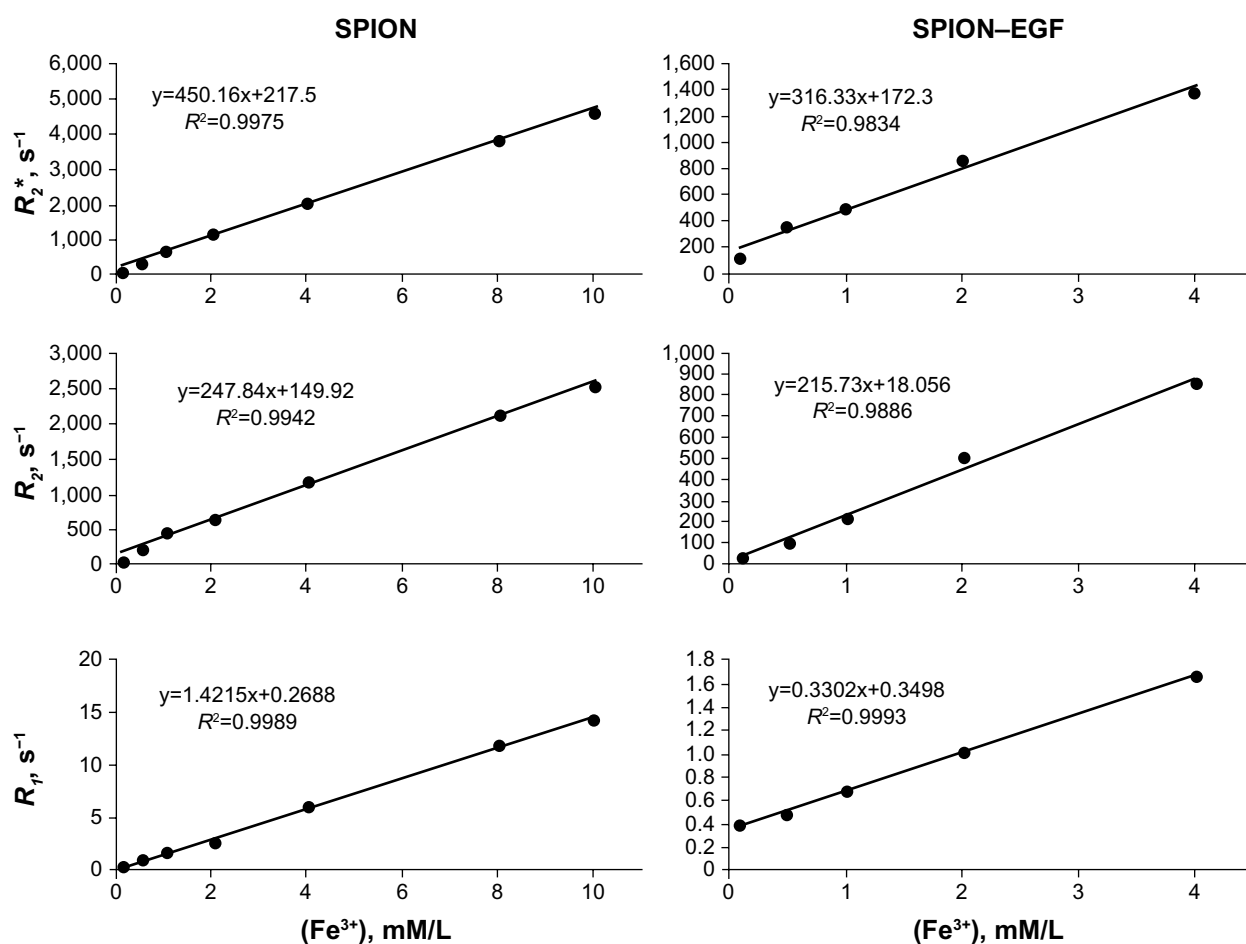 SPION
SPION–EGF
R₂*, s⁻¹
6,000
5,000
4,000
3,000
2,000
1,000
0
y=450.16x+217.5
R²=0.9975
0 2 4 6 8 10
1,600
1,400
1,200
1,000
800
600
400
200
0
y=316.33x+172.3
R²=0.9834
0 1 2 3 4
R₂, s⁻¹
3,000
2,500
2,000
1,500
1,000
500
0
y=247.84x+149.92
R²=0.9942
0 2 4 6 8 10
1,000
900
800
700
600
500
400
300
200
100
0
y=215.73x+18.056
R²=0.9886
0 1 2 3 4
R₁, s⁻¹
20
15
10
5
0
y=1.4215x+0.2688
R²=0.9989
0 2 4 6 8 10
(Fe³⁺), mM/L
1.8
1.6
1.4
1.2
1.0
0.8
0.6
0.4
0.2
0
y=0.3302x+0.3498
R²=0.9993
0 1 2 3 4
(Fe³⁺), mM/L